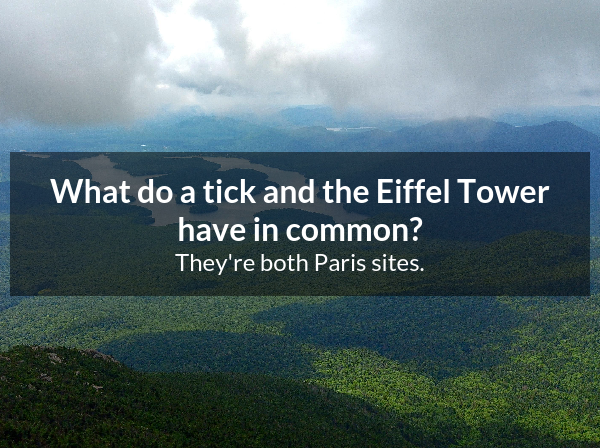 What do a tick and the Eiffel Tower
have in common?
They're both Paris sites.